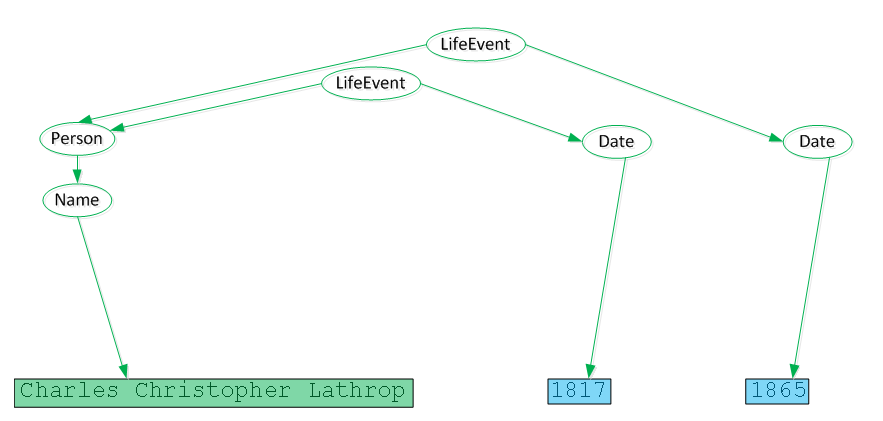 LifeEvent
LifeEvent
Person
Date
Date
Name
Charles Christopher Lathrop
1817
1865